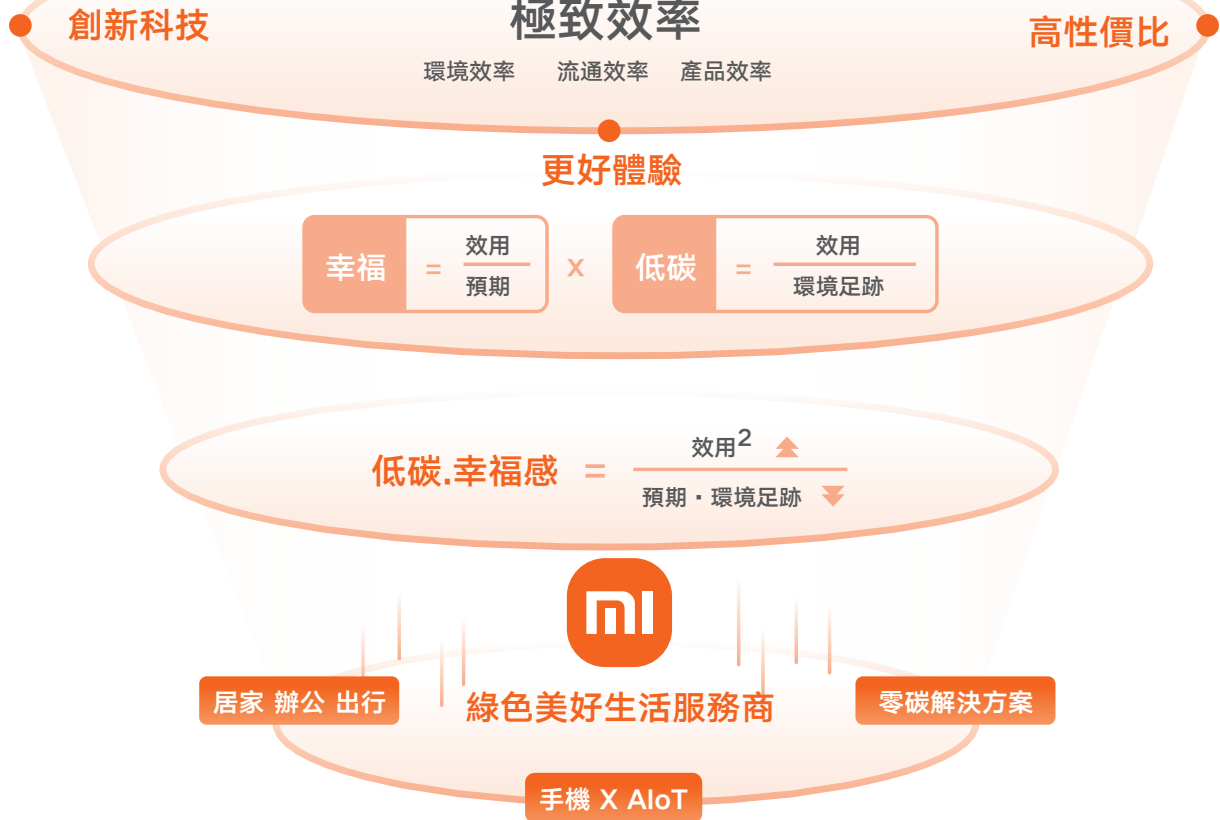 創新科技
極致效率
高性價比
環境效率 流通效率 產品效率
更好體驗
幸福 = 效用 / 預期 x 低碳 = 效用 / 環境足跡
低碳.幸福感 = 效用² / 預期・環境足跡
mi
居家 辦公 出行
綠色美好生活服務商
零碳解決方案
手機 X AIoT